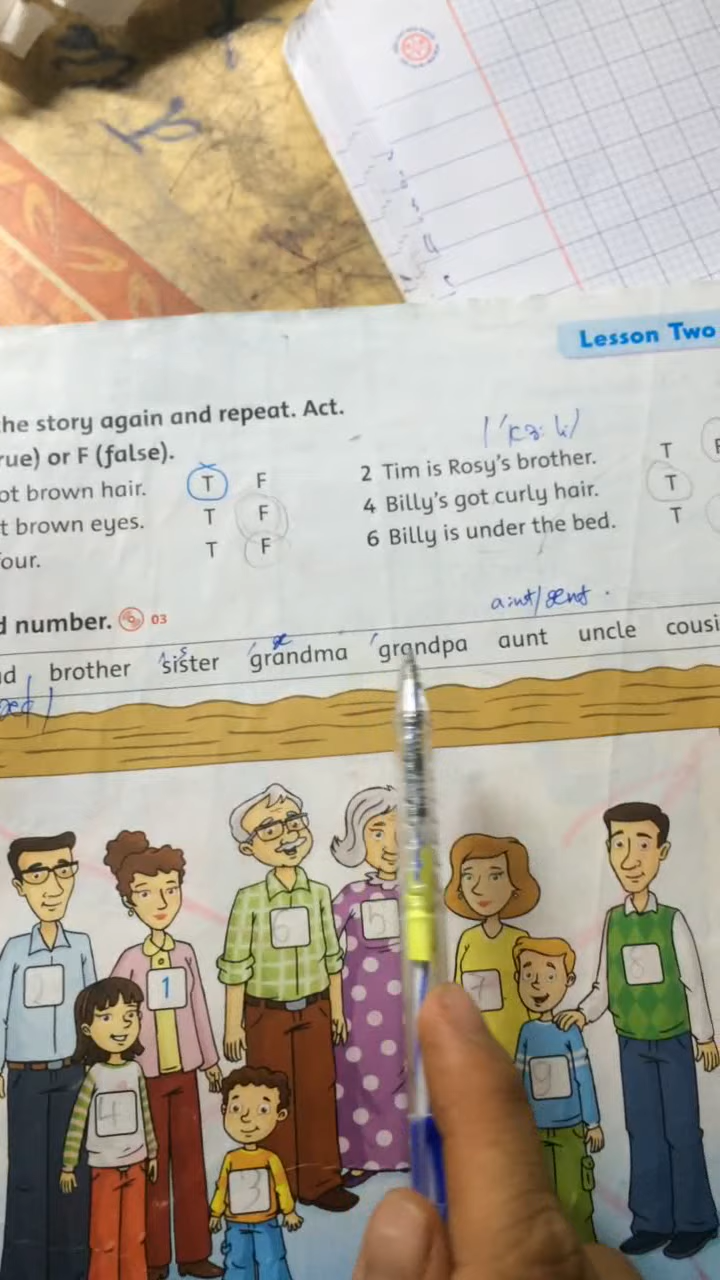 Lesson Two
he story again and repeat. Act.
rue) or F (false).
ot brown hair. T F
2 Tim is Rosy's brother. T F
t brown eyes. T F
4 Billy's got curly hair. T
our. T F
6 Billy is under the bed. T
d number. 03
d brother sister grandma grandpa aunt uncle cousi
6
5
1
7
8
4
9
3